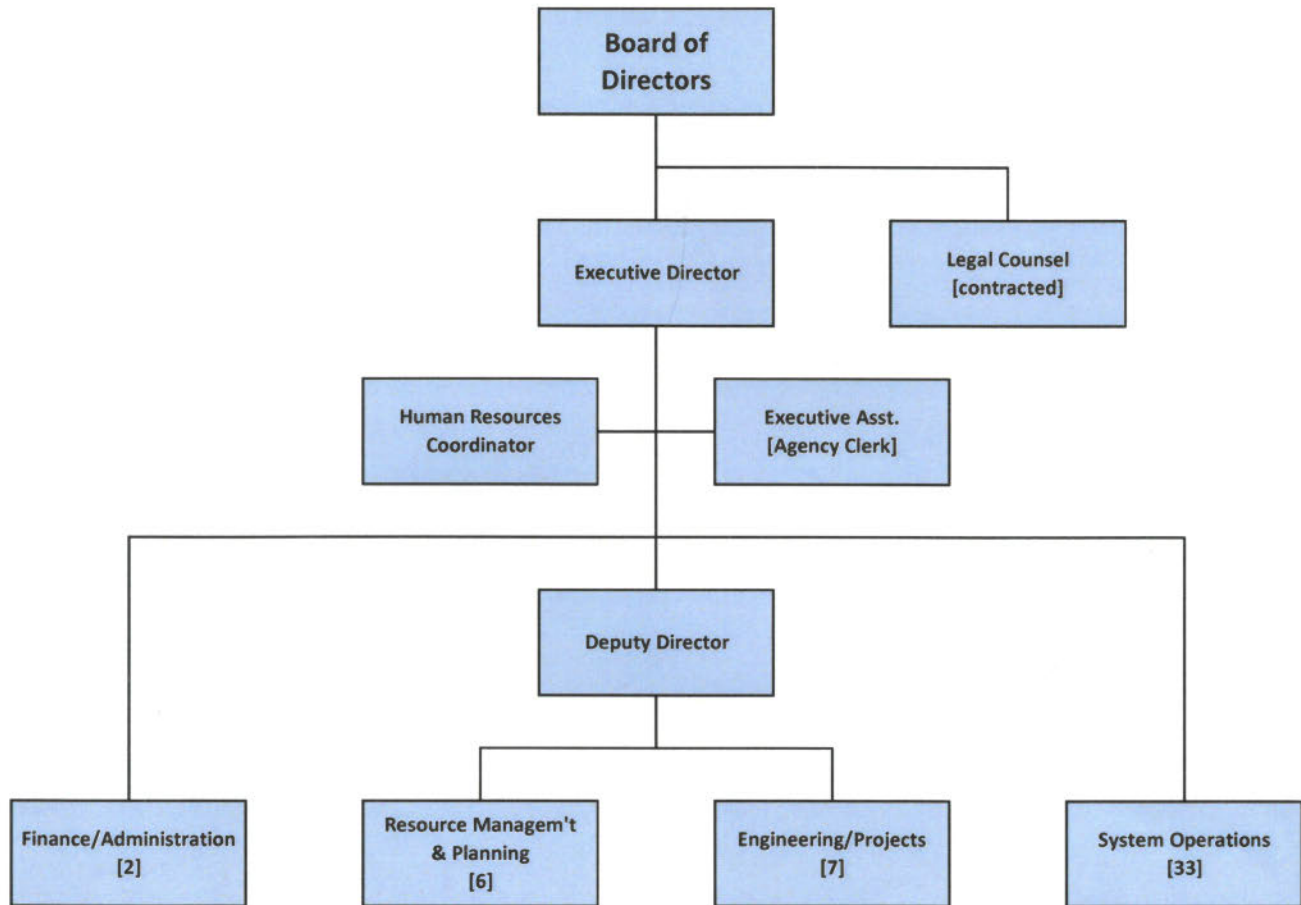 Board of
Directors
Executive Director
Legal Counsel
[contracted]
Human Resources
Coordinator
Executive Asst.
[Agency Clerk]
Deputy Director
Finance/Administration
[2]
Resource Managem't
& Planning
[6]
Engineering/Projects
[7]
System Operations
[33]